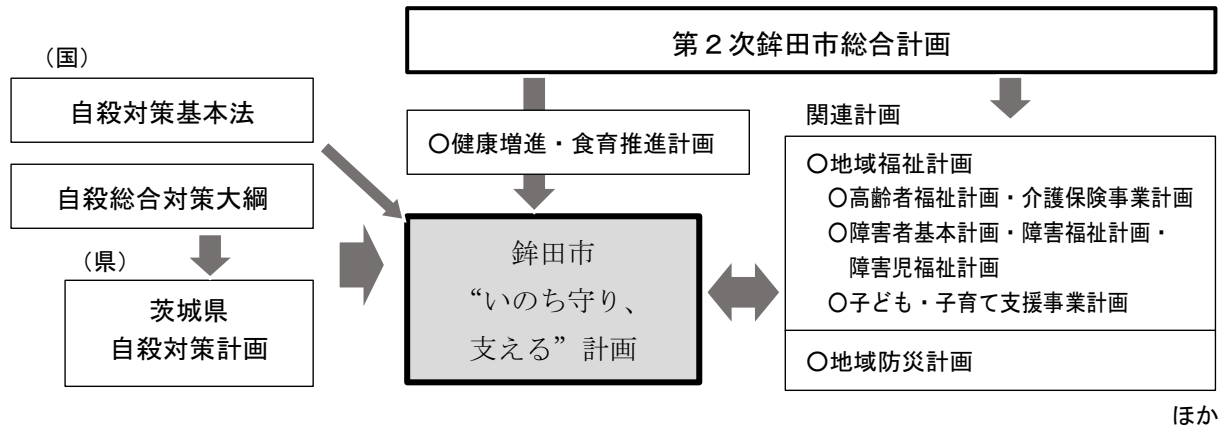 第２次鉾田市総合計画
（国）
自殺対策基本法
自殺総合対策大綱
（県）
茨城県
自殺対策計画
〇健康増進・食育推進計画
鉾田市
“いのち守り、
支える”計画
関連計画
〇地域福祉計画
〇高齢者福祉計画・介護保険事業計画
〇障害者基本計画・障害福祉計画・
障害児福祉計画
〇子ども・子育て支援事業計画
〇地域防災計画
ほか